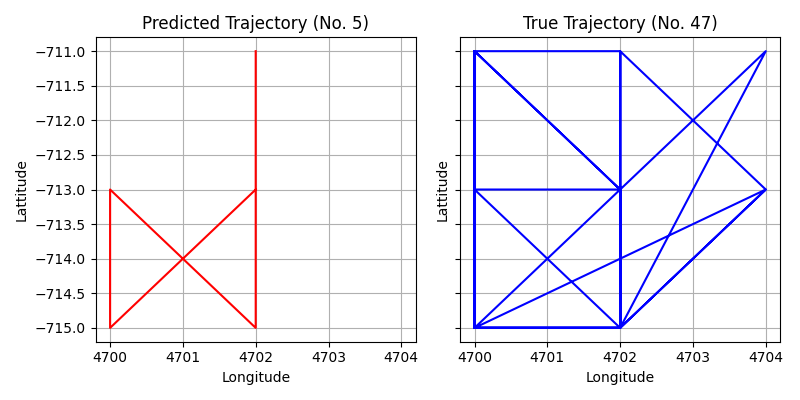 Predicted Trajectory (No. 5)
True Trajectory (No. 47)
Lattitude
−711.0
−711.5
−712.0
−712.5
−713.0
−713.5
−714.0
−714.5
−715.0
4700 4701 4702 4703 4704
Longitude
Lattitude
4700 4701 4702 4703 4704
Longitude